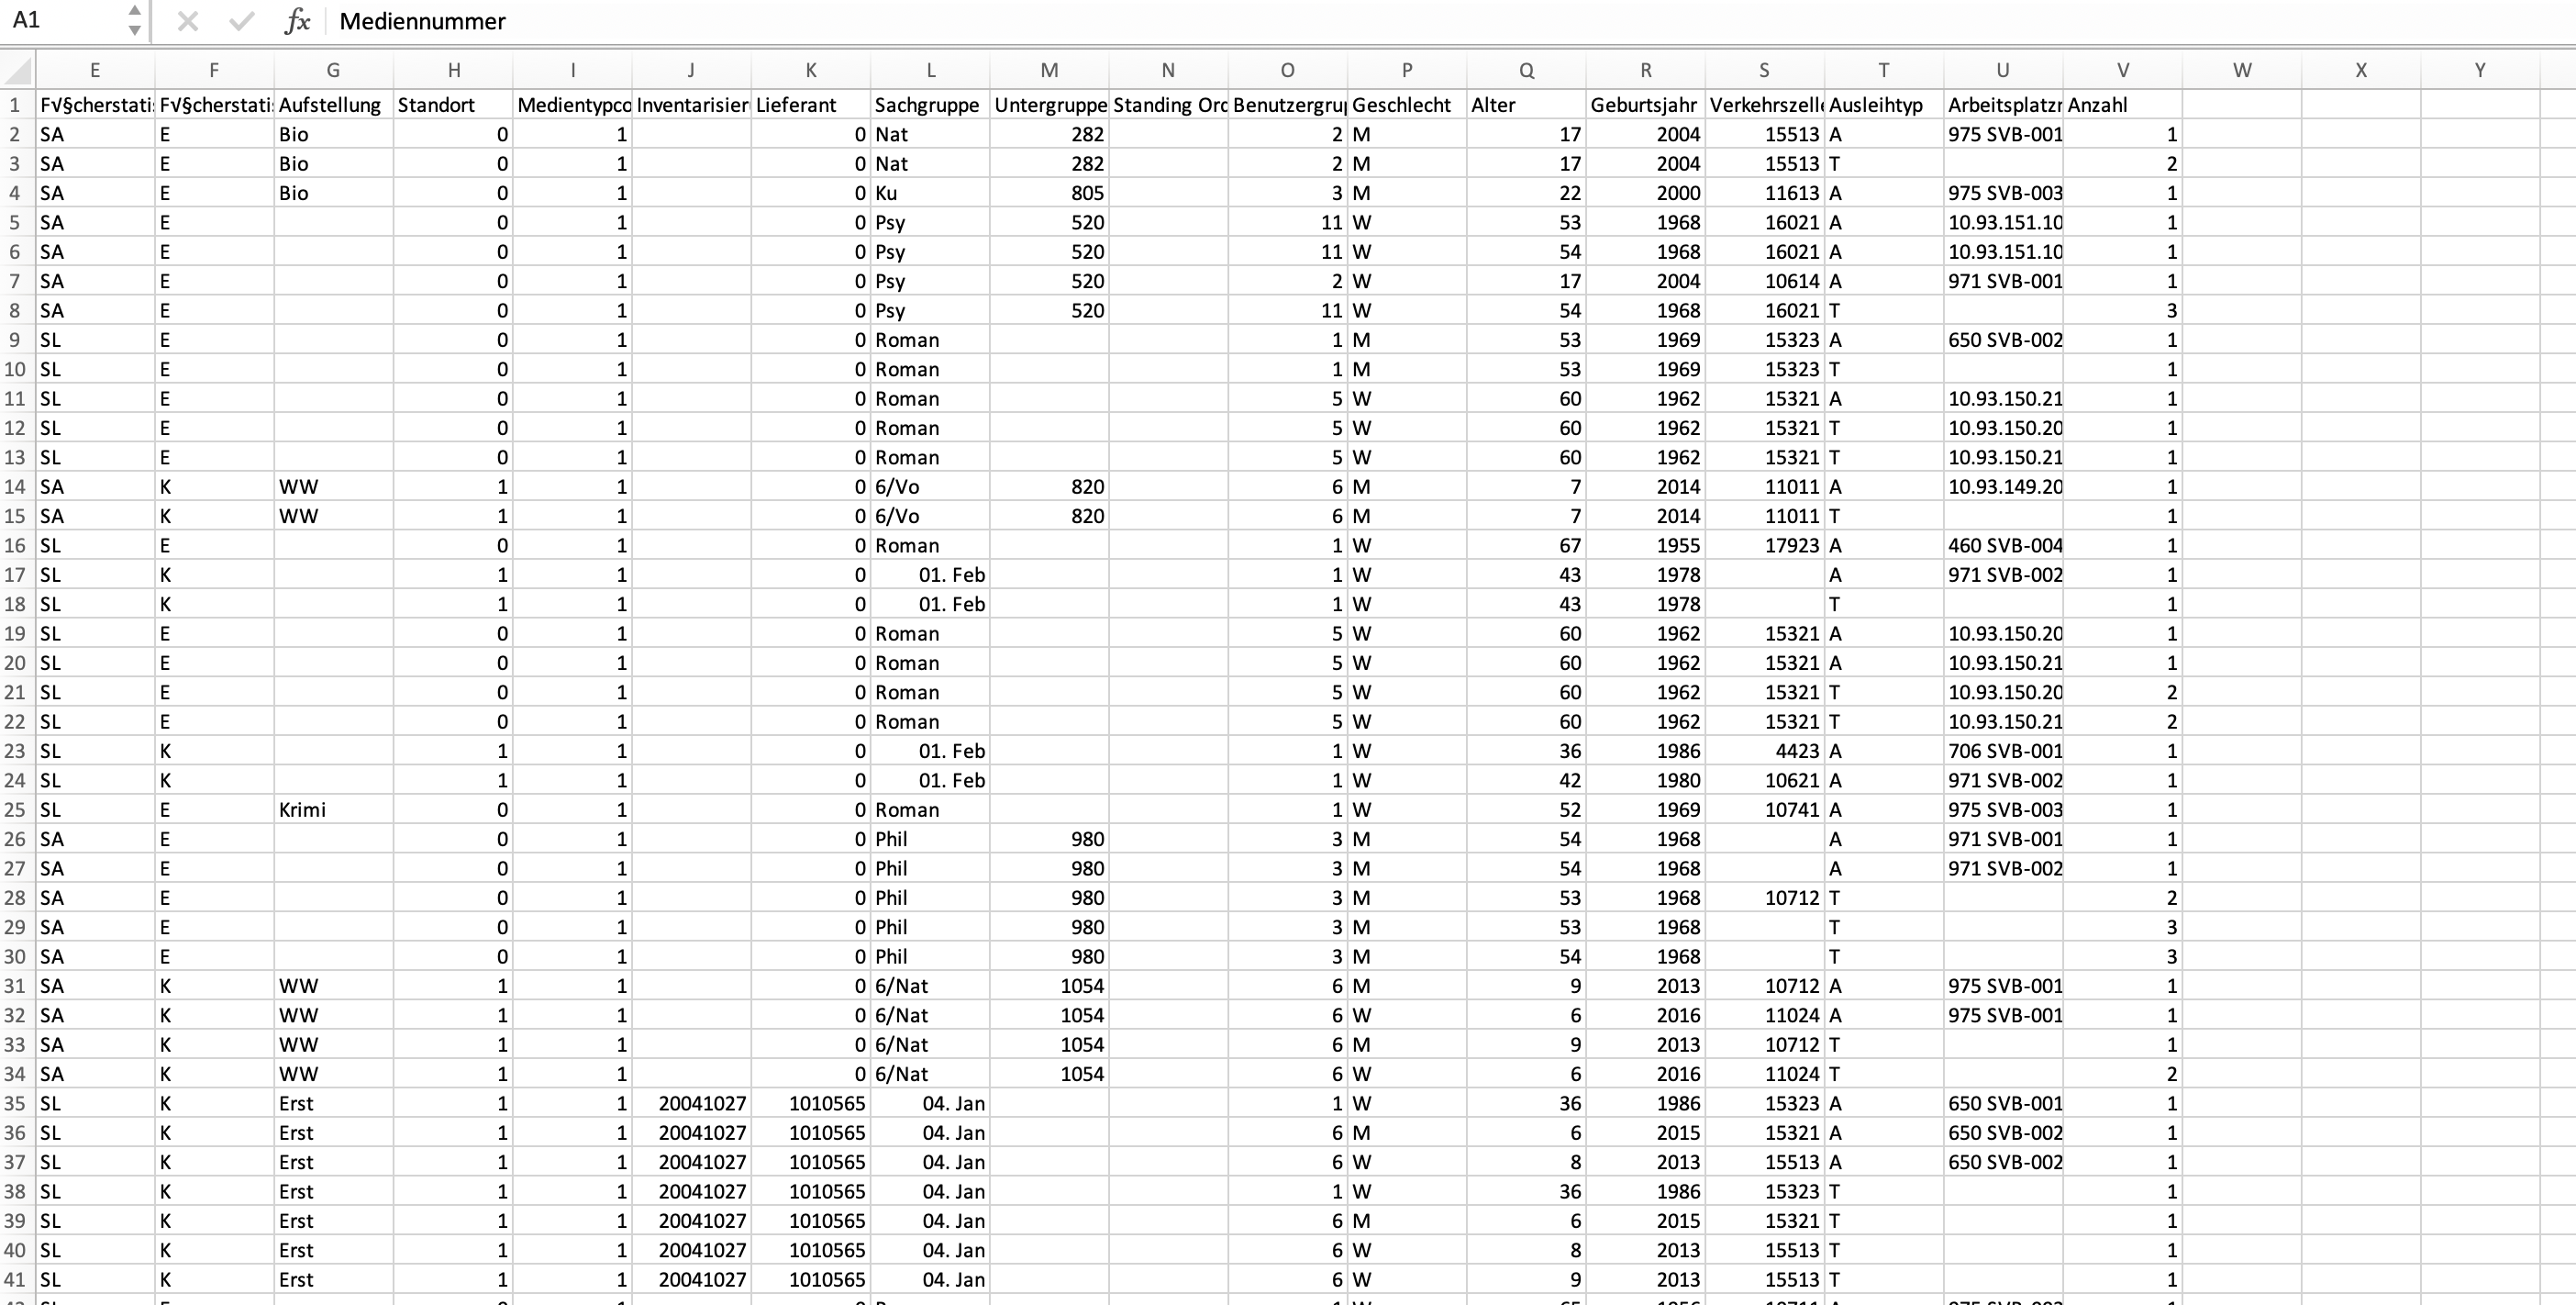 A1 fx Mediennummer
E F G H I J K L M N O P Q R S T U V W X Y
1 F√§cherstatis F√§cherstatis Aufstellung Standort Medientypco Inventarisier Lieferant Sachgruppe Untergruppe Standing Ord Benutzergrup Geschlecht Alter Geburtsjahr Verkehrszelle Ausleihtyp Arbeitsplatzn Anzahl
2 SA E Bio 0 1 0 Nat 282 2 M 17 2004 15513 A 975 SVB-001 1
3 SA E Bio 0 1 0 Nat 282 2 M 17 2004 15513 T 2
4 SA E Bio 0 1 0 Ku 805 3 M 22 2000 11613 A 975 SVB-003 1
5 SA E 0 1 0 Psy 520 11 W 53 1968 16021 A 10.93.151.10 1
6 SA E 0 1 0 Psy 520 11 W 54 1968 16021 A 10.93.151.10 1
7 SA E 0 1 0 Psy 520 2 W 17 2004 10614 A 971 SVB-001 1
8 SA E 0 1 0 Psy 520 11 W 54 1968 16021 T 3
9 SL E 0 1 0 Roman 1 M 53 1969 15323 A 650 SVB-002 1
10 SL E 0 1 0 Roman 1 M 53 1969 15323 T 1
11 SL E 0 1 0 Roman 5 W 60 1962 15321 A 10.93.150.21 1
12 SL E 0 1 0 Roman 5 W 60 1962 15321 T 10.93.150.20 1
13 SL E 0 1 0 Roman 5 W 60 1962 15321 T 10.93.150.21 1
14 SA K WW 1 1 0 6/Vo 820 6 M 7 2014 11011 A 10.93.149.20 1
15 SA K WW 1 1 0 6/Vo 820 6 M 7 2014 11011 T 1
16 SL E 0 1 0 Roman 1 W 67 1955 17923 A 460 SVB-004 1
17 SL K 1 1 0 01. Feb 1 W 43 1978 A 971 SVB-002 1
18 SL K 1 1 0 01. Feb 1 W 43 1978 T 1
19 SL E 0 1 0 Roman 5 W 60 1962 15321 A 10.93.150.20 1
20 SL E 0 1 0 Roman 5 W 60 1962 15321 A 10.93.150.21 1
21 SL E 0 1 0 Roman 5 W 60 1962 15321 T 10.93.150.20 2
22 SL E 0 1 0 Roman 5 W 60 1962 15321 T 10.93.150.21 2
23 SL K 1 1 0 01. Feb 1 W 36 1986 4423 A 706 SVB-001 1
24 SL K 1 1 0 01. Feb 1 W 42 1980 10621 A 971 SVB-002 1
25 SL E Krimi 0 1 0 Roman 1 W 52 1969 10741 A 975 SVB-003 1
26 SA E 0 1 0 Phil 980 3 M 54 1968 A 971 SVB-001 1
27 SA E 0 1 0 Phil 980 3 M 54 1968 A 971 SVB-002 1
28 SA E 0 1 0 Phil 980 3 M 53 1968 10712 T 2
29 SA E 0 1 0 Phil 980 3 M 53 1968 T 3
30 SA E 0 1 0 Phil 980 3 M 54 1968 T 3
31 SA K WW 1 1 0 6/Nat 1054 6 M 9 2013 10712 A 975 SVB-001 1
32 SA K WW 1 1 0 6/Nat 1054 6 W 6 2016 11024 A 975 SVB-001 1
33 SA K WW 1 1 0 6/Nat 1054 6 M 9 2013 10712 T 1
34 SA K WW 1 1 0 6/Nat 1054 6 W 6 2016 11024 T 2
35 SL K Erst 1 1 20041027 1010565 04. Jan 1 W 36 1986 15323 A 650 SVB-001 1
36 SL K Erst 1 1 20041027 1010565 04. Jan 6 M 6 2015 15321 A 650 SVB-002 1
37 SL K Erst 1 1 20041027 1010565 04. Jan 6 W 8 2013 15513 A 650 SVB-002 1
38 SL K Erst 1 1 20041027 1010565 04. Jan 1 W 36 1986 15323 T 1
39 SL K Erst 1 1 20041027 1010565 04. Jan 6 M 6 2015 15321 T 1
40 SL K Erst 1 1 20041027 1010565 04. Jan 6 W 8 2013 15513 T 1
41 SL K Erst 1 1 20041027 1010565 04. Jan 6 W 9 2013 15513 T 1